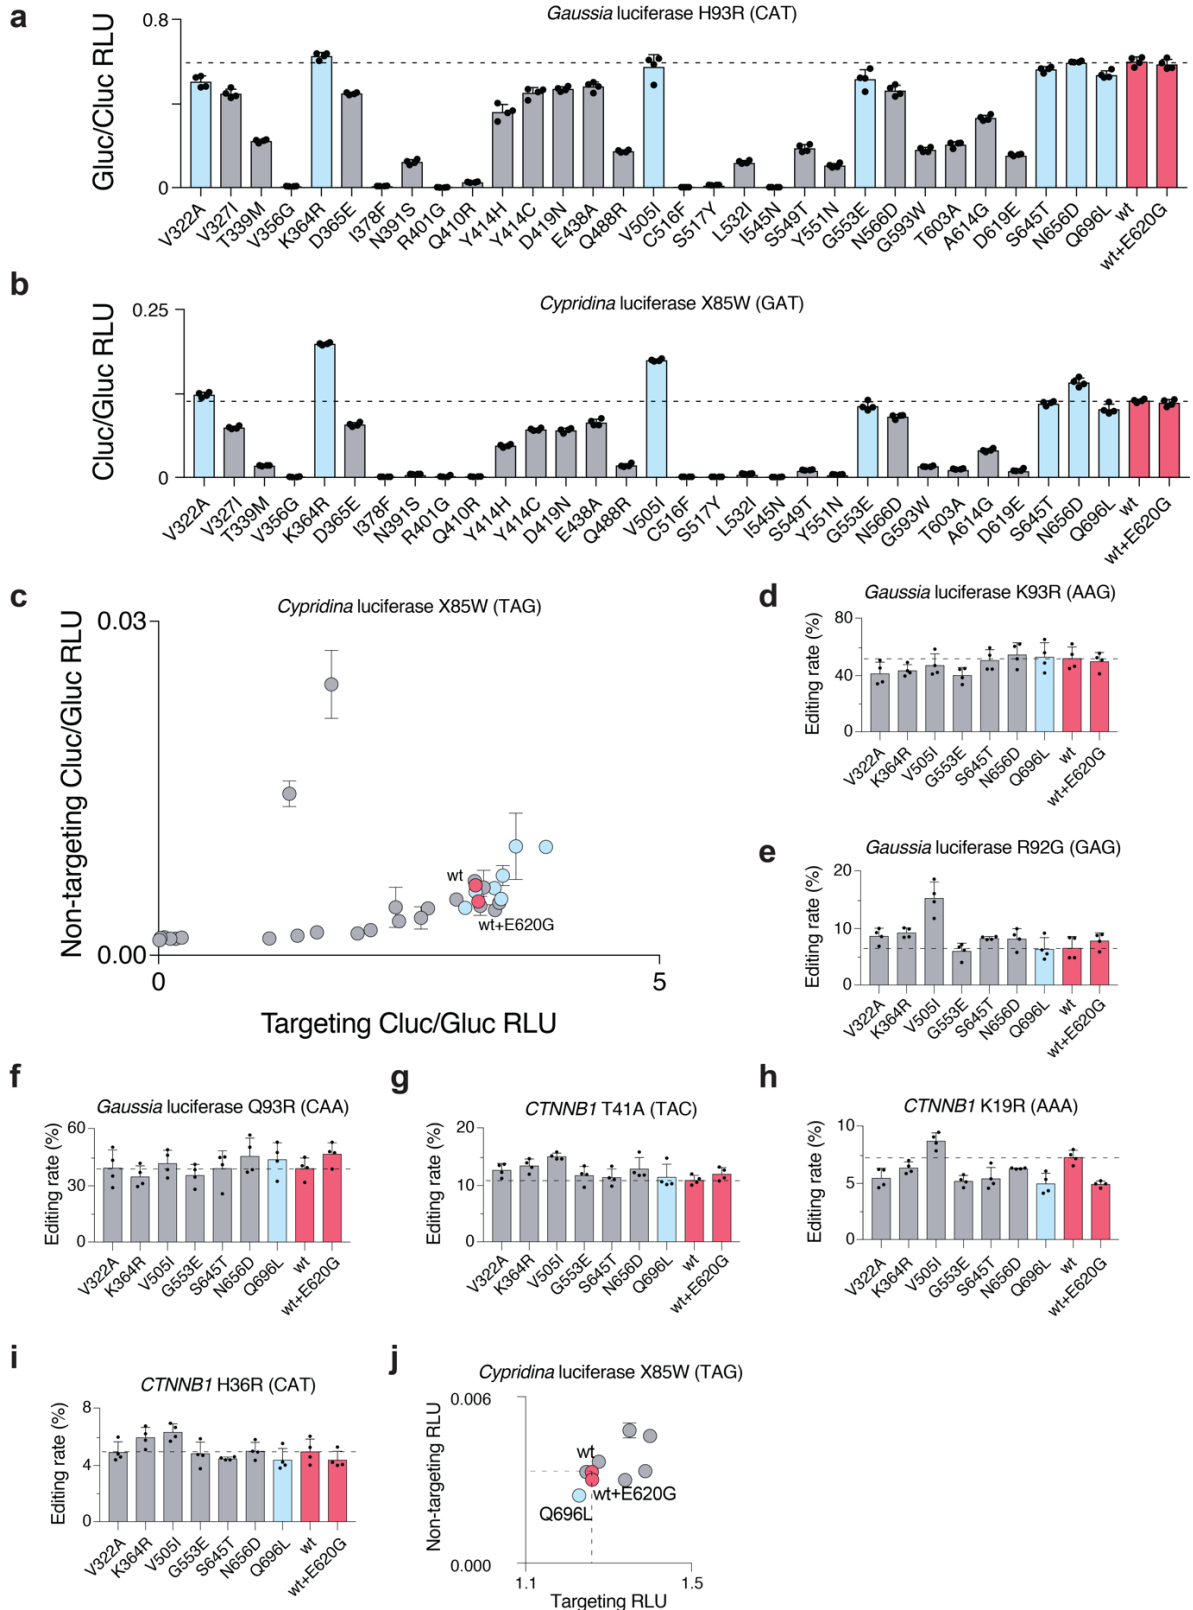 a
Gaussia luciferase H93R (CAT)
Gluc/Cluc RLU
0.8
0
V322A
V327I
T339M
V356G
K364R
D365E
I378F
N391S
R401G
Q410R
Y414H
Y414C
D419N
E438A
Q488R
V505I
C516F
S517Y
L532I
I545N
S549T
Y551N
G553E
N566D
G593W
T603A
A614G
D619E
S645T
N656D
Q696L
wt
wt+E620G
b
Cypridina luciferase X85W (GAT)
Cluc/Gluc RLU
0.25
0
V322A
V327I
T339M
V356G
K364R
D365E
I378F
N391S
R401G
Q410R
Y414H
Y414C
D419N
E438A
Q488R
V505I
C516F
S517Y
L532I
I545N
S549T
Y551N
G553E
N566D
G593W
T603A
A614G
D619E
S645T
N656D
Q696L
wt
wt+E620G
c
Cypridina luciferase X85W (TAG)
Non-targeting Cluc/Gluc RLU
0.03
0.00
wt
wt+E620G
0
5
Targeting Cluc/Gluc RLU
d
Gaussia luciferase K93R (AAG)
Editing rate (%)
80
40
0
V322A
K364R
V505I
G553E
S645T
N656D
Q696L
wt
wt+E620G
e
Gaussia luciferase R92G (GAG)
Editing rate (%)
20
10
0
V322A
K364R
V505I
G553E
S645T
N656D
Q696L
wt
wt+E620G
f
Gaussia luciferase Q93R (CAA)
Editing rate (%)
60
30
0
V322A
K364R
V505I
G553E
S645T
N656D
Q696L
wt
wt+E620G
g
CTNNB1 T41A (TAC)
Editing rate (%)
20
10
0
V322A
K364R
V505I
G553E
S645T
N656D
Q696L
wt
wt+E620G
h
CTNNB1 K19R (AAA)
Editing rate (%)
10
5
0
V322A
K364R
V505I
G553E
S645T
N656D
Q696L
wt
wt+E620G
i
CTNNB1 H36R (CAT)
Editing rate (%)
8
4
0
V322A
K364R
V505I
G553E
S645T
N656D
Q696L
wt
wt+E620G
j
Cypridina luciferase X85W (TAG)
Non-targeting RLU
0.006
0.000
wt
wt+E620G
Q696L
1.1
1.5
Targeting RLU